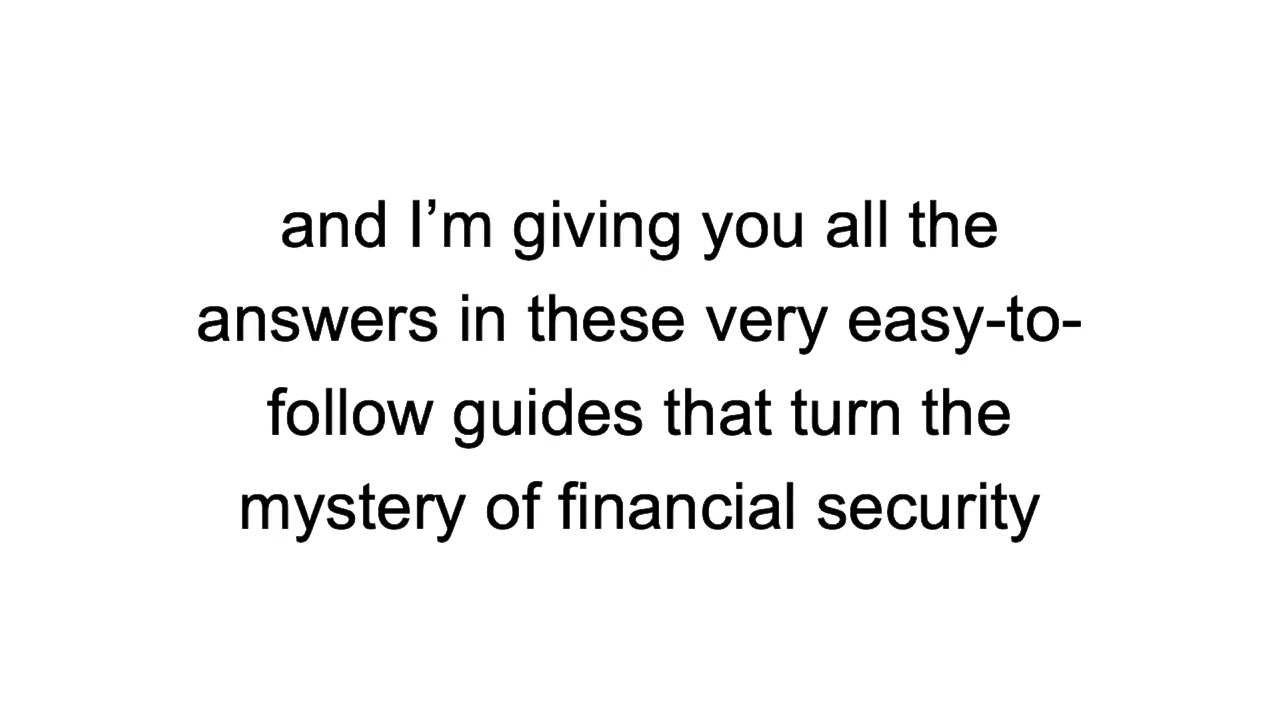 and I’m giving you all the
answers in these very easy-to-
follow guides that turn the
mystery of financial security